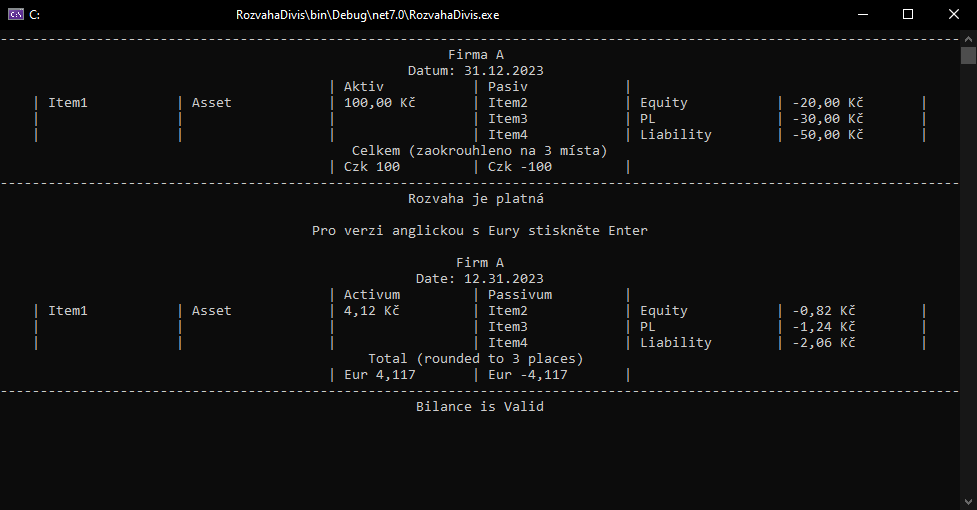 C: RozvahaDivis\bin\Debug\net7.0\RozvahaDivis.exe
Firma A
Datum: 31.12.2023
| Aktiv | Pasiv |
| Item1 | Asset | 100,00 Kč | Item2 | Equity | -20,00 Kč |
| | | | Item3 | PL | -30,00 Kč |
| | | | Item4 | Liability | -50,00 Kč |
Celkem (zaokrouhleno na 3 místa)
| Czk 100 | Czk -100 |
Rozvaha je platná
Pro verzi anglickou s Eury stiskněte Enter
Firm A
Date: 12.31.2023
| Activum | Passivum |
| Item1 | Asset | 4,12 Kč | Item2 | Equity | -0,82 Kč |
| | | | Item3 | PL | -1,24 Kč |
| | | | Item4 | Liability | -2,06 Kč |
Total (rounded to 3 places)
| Eur 4,117 | Eur -4,117 |
Bilance is Valid